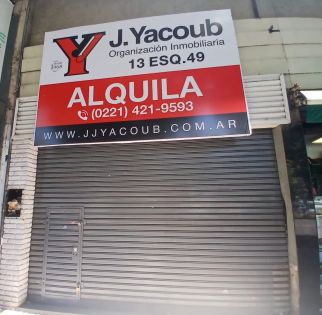 J.Yacoub
Organización Inmobiliaria
13 ESQ.49
ALQUILA
(0221) 421-9593
WWW.JJYACOUB.COM.AR